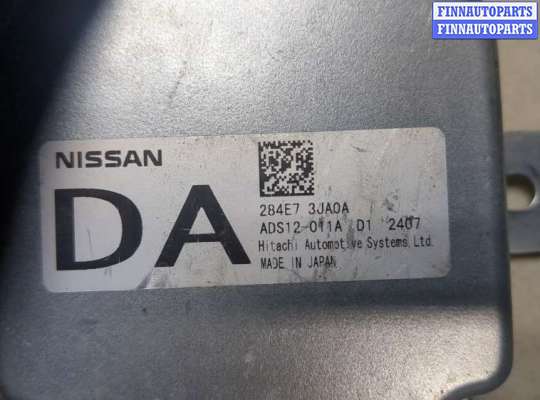 FINNAUTOPARTS
FINNAUTOPARTS
NISSAN
DA
284E7 3JA0A
ADS12-011A D1 2407
Hitachi Automotive Systems, Ltd.
MADE IN JAPAN